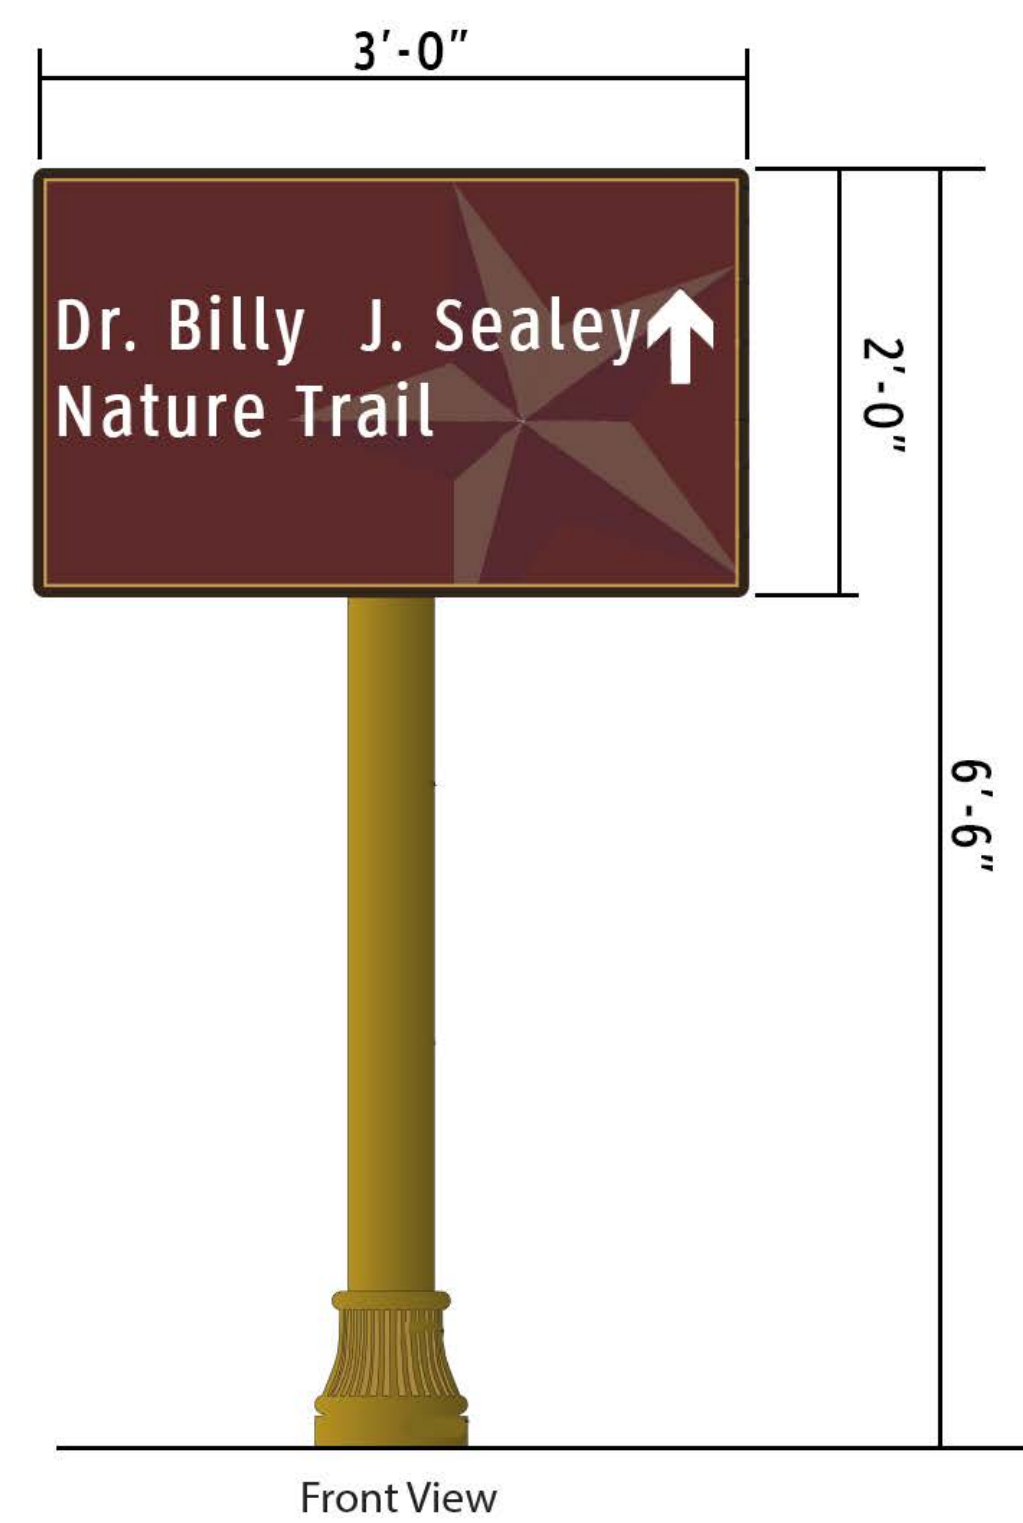 3'-0"
Dr. Billy J. Sealey
Nature Trail
2'-0"
6'-6"
Front View